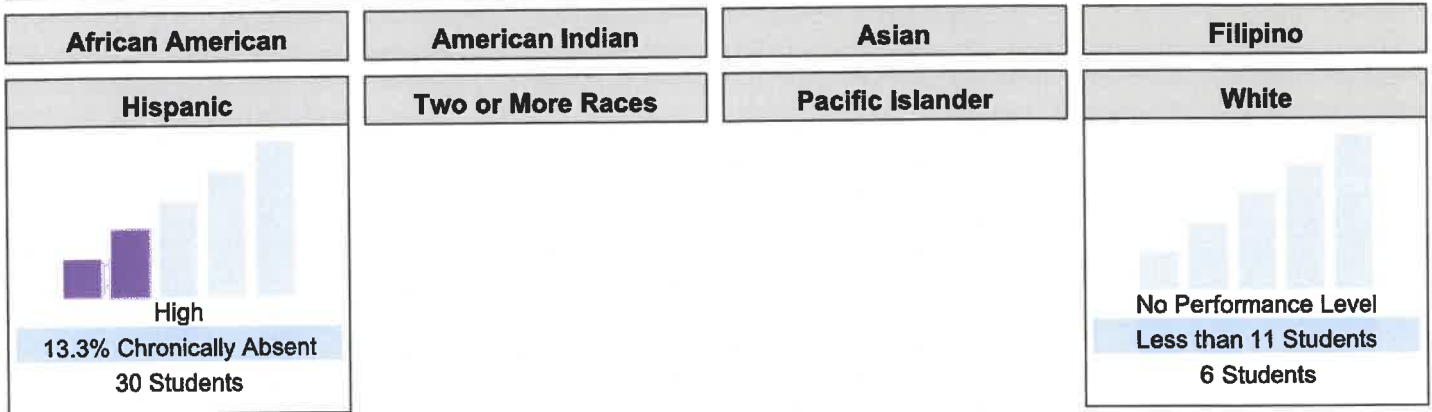 African American
American Indian
Asian
Filipino
Hispanic
High
13.3% Chronically Absent
30 Students
Two or More Races
Pacific Islander
White
No Performance Level
Less than 11 Students
6 Students